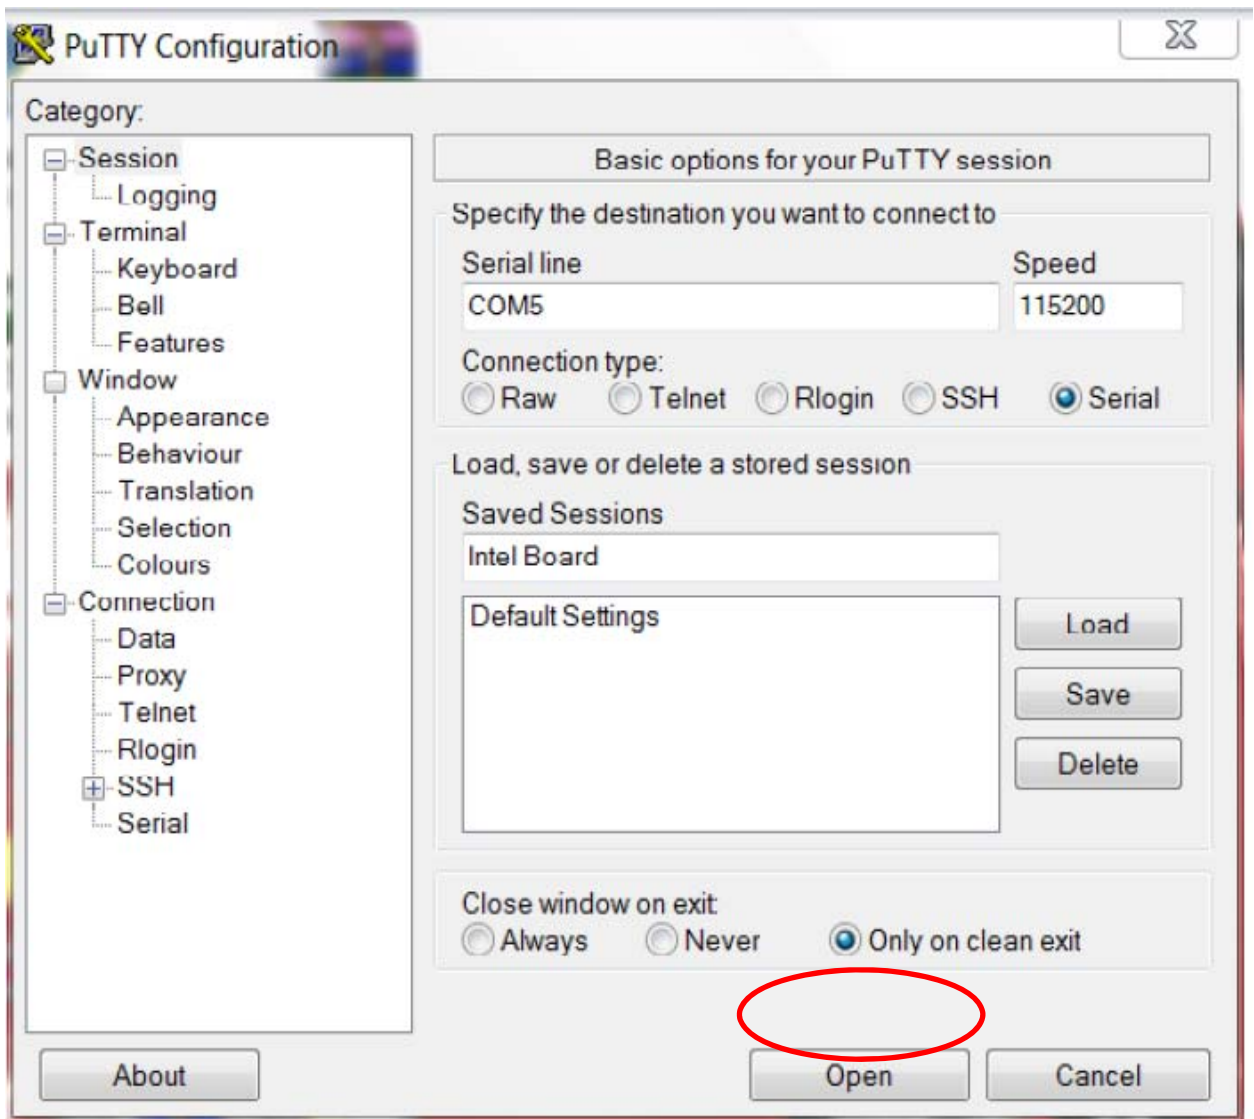 PuTTY Configuration
Category:
Session
Logging
Terminal
Keyboard
Bell
Features
Window
Appearance
Behaviour
Translation
Selection
Colours
Connection
Data
Proxy
Telnet
Rlogin
SSH
Serial
Basic options for your PuTTY session
Specify the destination you want to connect to
Serial line Speed
COM5 115200
Connection type:
Raw Telnet Rlogin SSH Serial
Load, save or delete a stored session
Saved Sessions
Intel Board
Default Settings
Load
Save
Delete
Close window on exit:
Always Never Only on clean exit
About Open Cancel